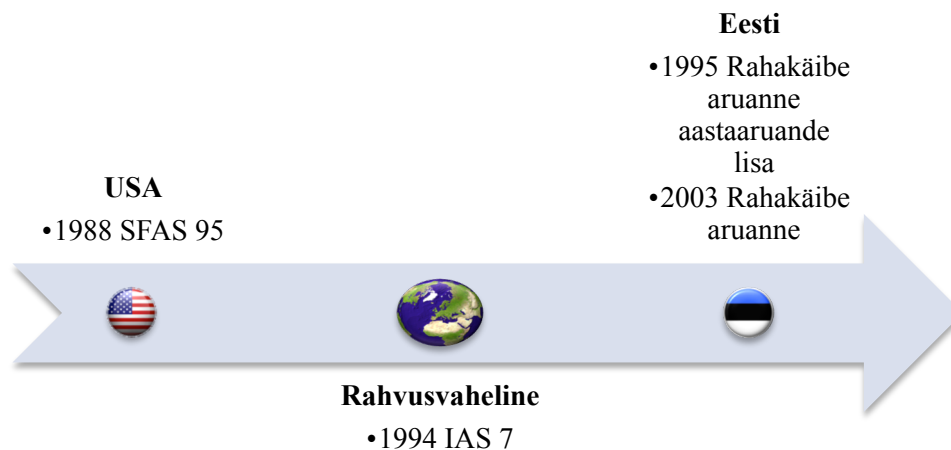 USA
•1988 SFAS 95
Rahvusvaheline
•1994 IAS 7
Eesti
•1995 Rahakäibe
aruanne
aastaaruande
lisa
•2003 Rahakäibe
aruanne